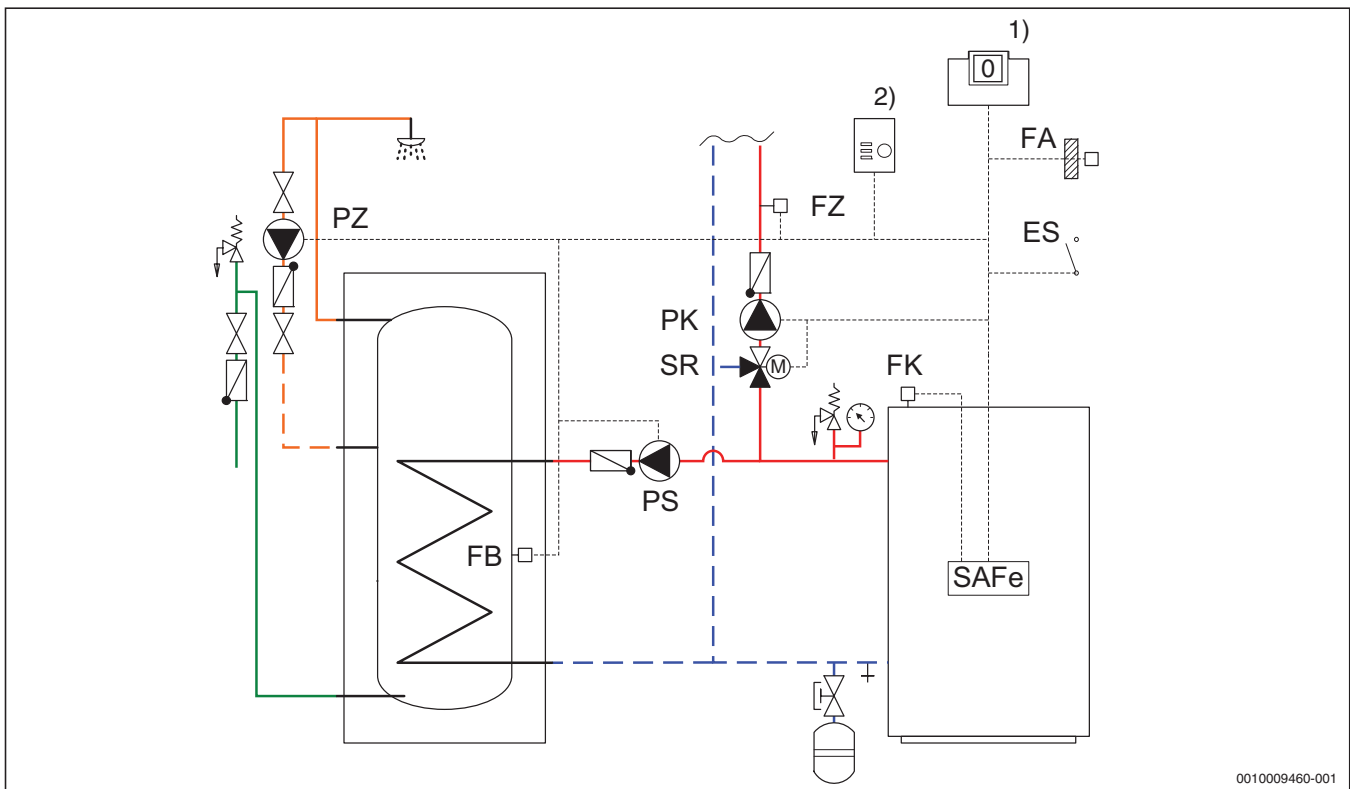 1)
0
2)
FA
PZ
FZ
ES
PK
SR
M
FK
PS
FB
SAFe
0010009460-001